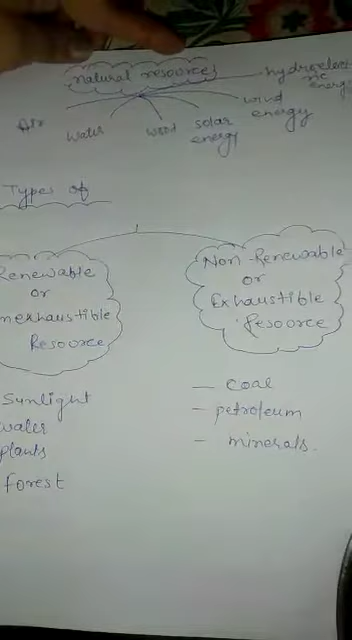 natural resource
hydroelectric energy
Air
water
wood
solar energy
wind energy
Types of
Renewable
or
inexhaustible
Resource
Non-Renewable
or
Exhaustible
Resource
Sunlight
water
plants
forest
— coal
– petroleum
– minerals.